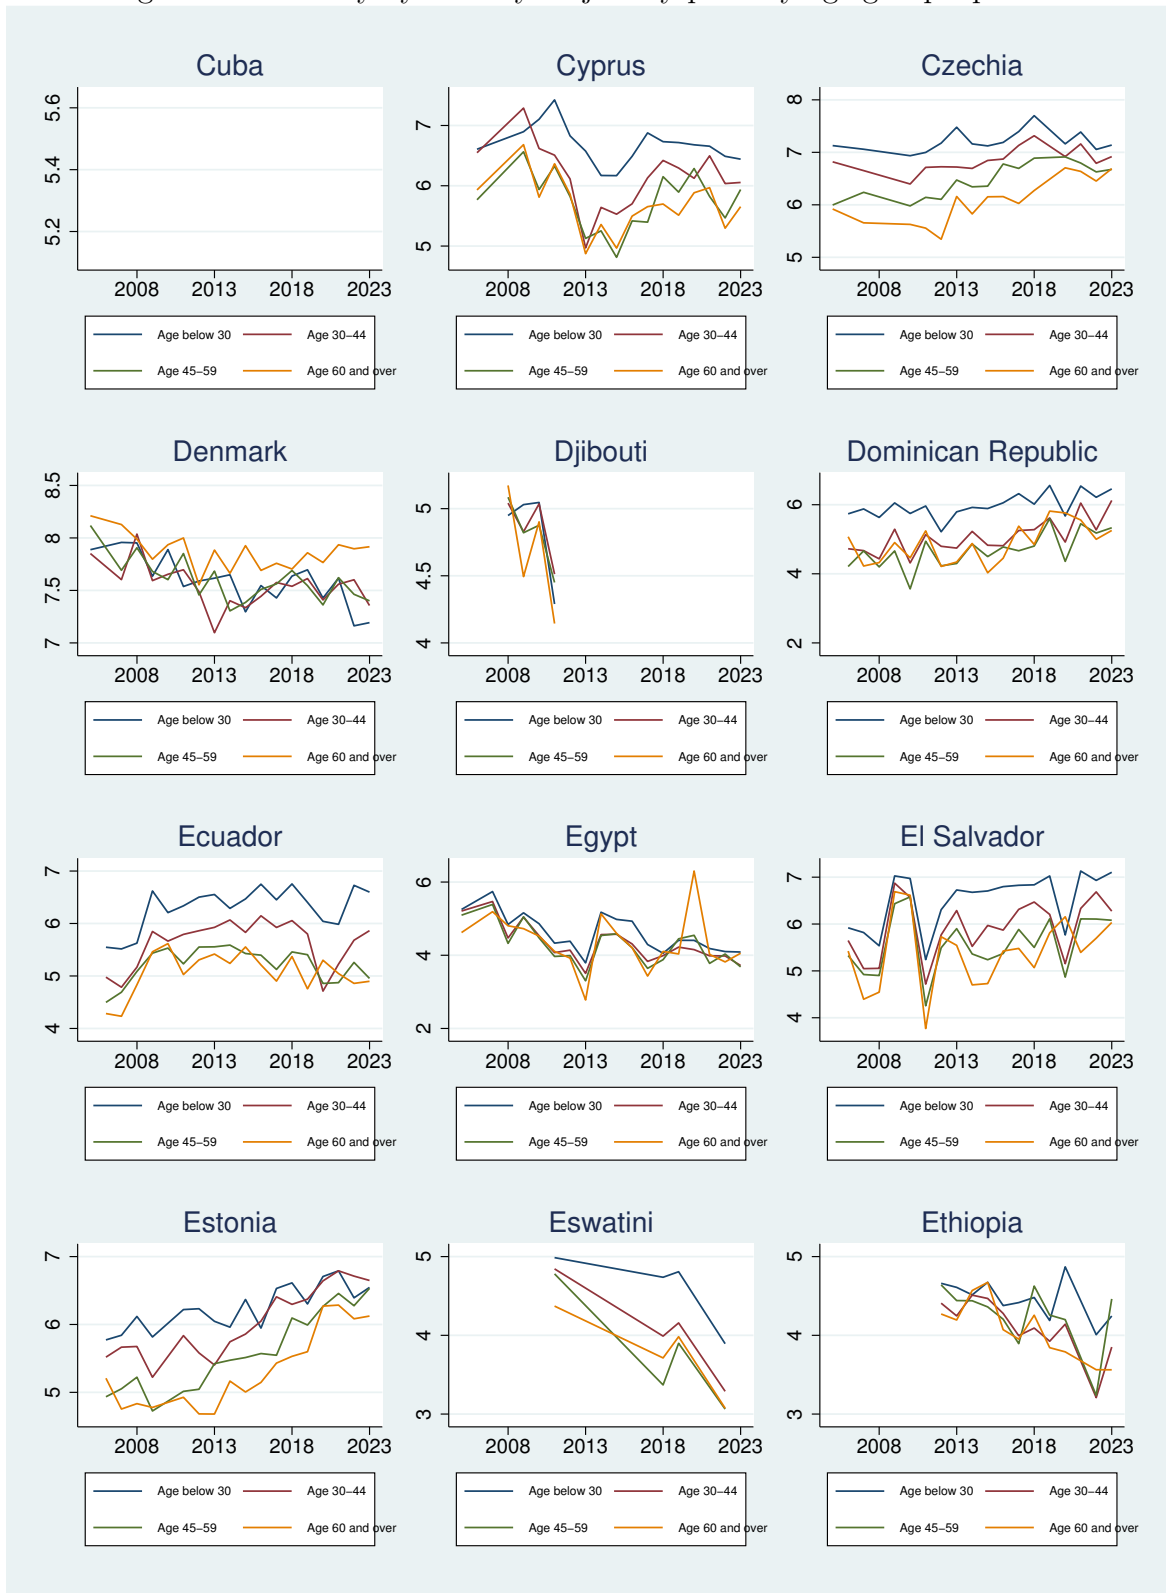 Cuba
5.6
5.4
5.2
2008 2013 2018 2023
Age below 30 Age 30–44
Age 45–59 Age 60 and over
Cyprus
7
6
5
2008 2013 2018 2023
Age below 30 Age 30–44
Age 45–59 Age 60 and over
Czechia
8
7
6
5
2008 2013 2018 2023
Age below 30 Age 30–44
Age 45–59 Age 60 and over
Denmark
8.5
8
7.5
7
2008 2013 2018 2023
Age below 30 Age 30–44
Age 45–59 Age 60 and over
Djibouti
5
4.5
4
2008 2013 2018 2023
Age below 30 Age 30–44
Age 45–59 Age 60 and over
Dominican Republic
6
4
2
2008 2013 2018 2023
Age below 30 Age 30–44
Age 45–59 Age 60 and over
Ecuador
7
6
5
4
2008 2013 2018 2023
Age below 30 Age 30–44
Age 45–59 Age 60 and over
Egypt
6
4
2
2008 2013 2018 2023
Age below 30 Age 30–44
Age 45–59 Age 60 and over
El Salvador
7
6
5
4
2008 2013 2018 2023
Age below 30 Age 30–44
Age 45–59 Age 60 and over
Estonia
7
6
5
2008 2013 2018 2023
Age below 30 Age 30–44
Age 45–59 Age 60 and over
Eswatini
5
4
3
2008 2013 2018 2023
Age below 30 Age 30–44
Age 45–59 Age 60 and over
Ethiopia
5
4
3
2008 2013 2018 2023
Age below 30 Age 30–44
Age 45–59 Age 60 and over